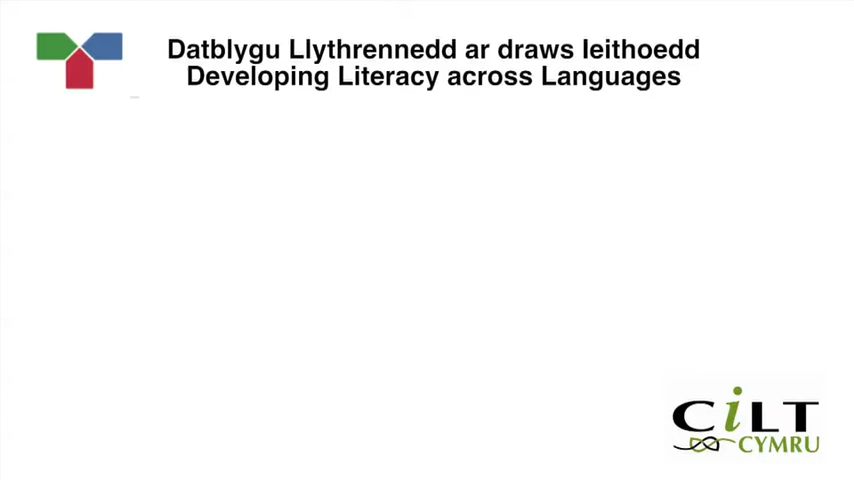 Datblygu Llythrennedd ar draws Ieithoedd
Developing Literacy across Languages
CiLT
CYMRU